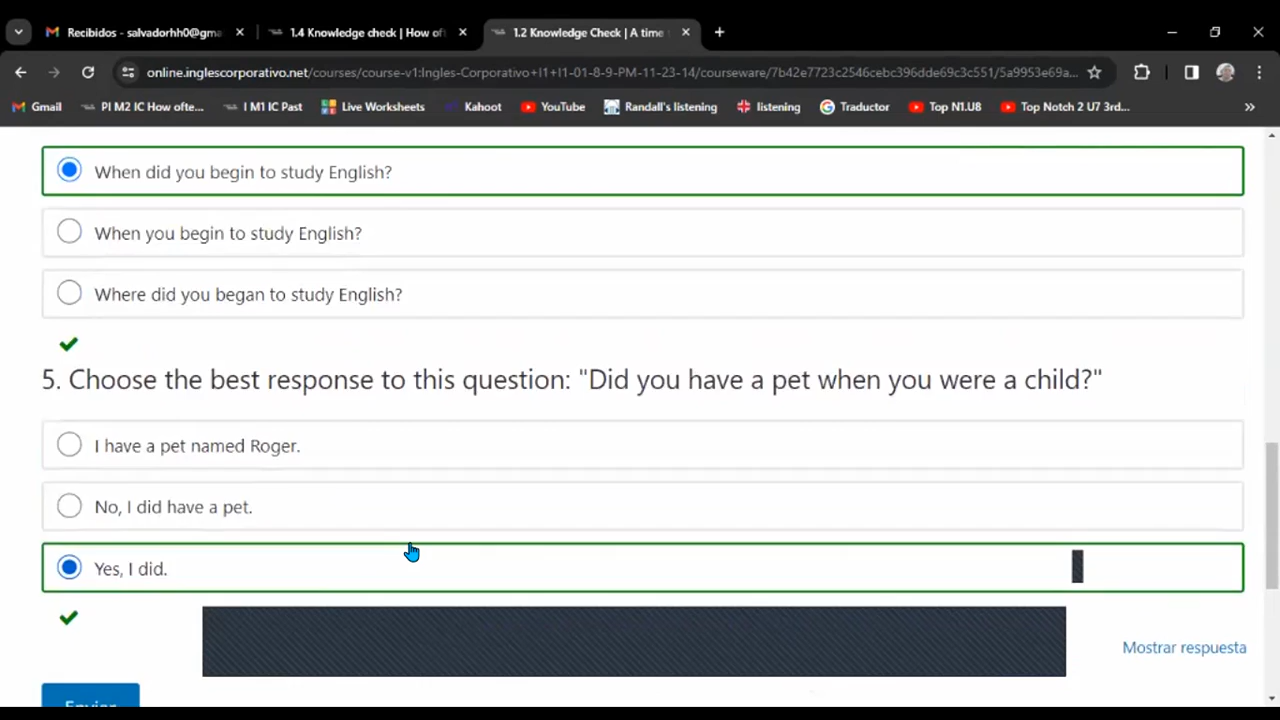 Recibidos - salvadorhh0@gma
1.4 Knowledge check | How of
1.2 Knowledge Check | A time
online.inglescorporativo.net/courses/course-v1:Ingles-Corporativo+I1+I1-01-8-9-PM-11-23-14/courseware/7b42e7723c2546cebc396dde69c3c551/5a9953e69a...
Gmail
PI M2 IC How ofte...
I M1 IC Past
Live Worksheets
Kahoot
YouTube
Randall's listening
listening
Traductor
Top N1.U8
Top Notch 2 U7 3rd...
When did you begin to study English?
When you begin to study English?
Where did you began to study English?
5. Choose the best response to this question: "Did you have a pet when you were a child?"
I have a pet named Roger.
No, I did have a pet.
Yes, I did.
Mostrar respuesta
Enviar